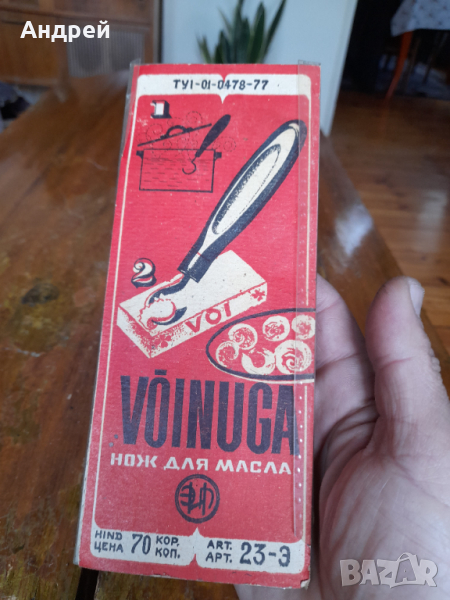 Андрей
ТУ1-01-0478-77
1
2
VÕI
VÕINUGA
НОЖ ДЛЯ МАСЛА
HIND 70 KOP. ART. 23-Э
ЦЕНА КОП. АРТ.
BAZAR